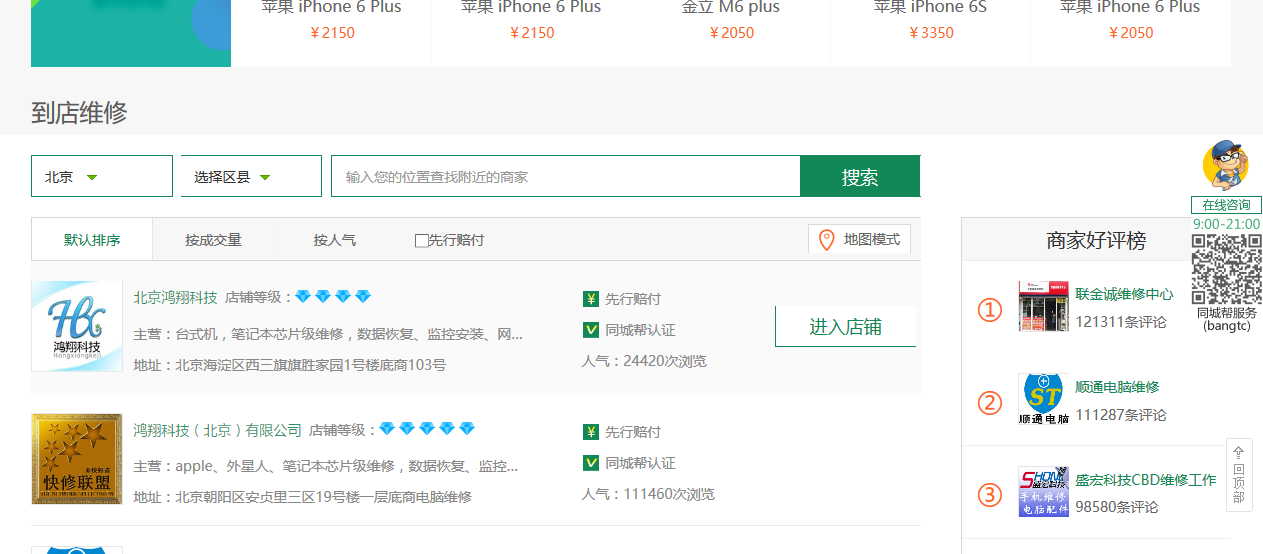 苹果 iPhone 6 Plus
苹果 iPhone 6 Plus
金立 M6 plus
苹果 iPhone 6S
苹果 iPhone 6 Plus
￥2150
￥2150
￥2050
￥3350
￥2050
到店维修
北京
选择区县
输入您的位置查找附近的商家
搜索
默认排序
按成交量
按人气
先行赔付
地图模式
北京鸿翔科技 店铺等级：
主营：台式机，笔记本芯片级维修，数据恢复、监控安装、网...
地址：北京海淀区西三旗旗胜家园1号楼底商103号
鸿翔科技
Hongxiangkeji
¥ 先行赔付
同城帮认证
人气：24420次浏览
进入店铺
鸿翔科技（北京）有限公司 店铺等级：
主营：apple、外星人、笔记本芯片级维修，数据恢复、监控...
地址：北京朝阳区安贞里三区19号楼一层底商电脑维修
多快好省
快修联盟
¥ 先行赔付
同城帮认证
人气：111460次浏览
商家好评榜
1
联金诚维修中心
121311条评论
2
ST
顺通电脑
顺通电脑维修
111287条评论
3
SHON
盛宏科技
手机维修
电脑配件
盛宏科技CBD维修工作
98580条评论
在线咨询
9:00-21:00
同城帮服务
(bangtc)
回顶部